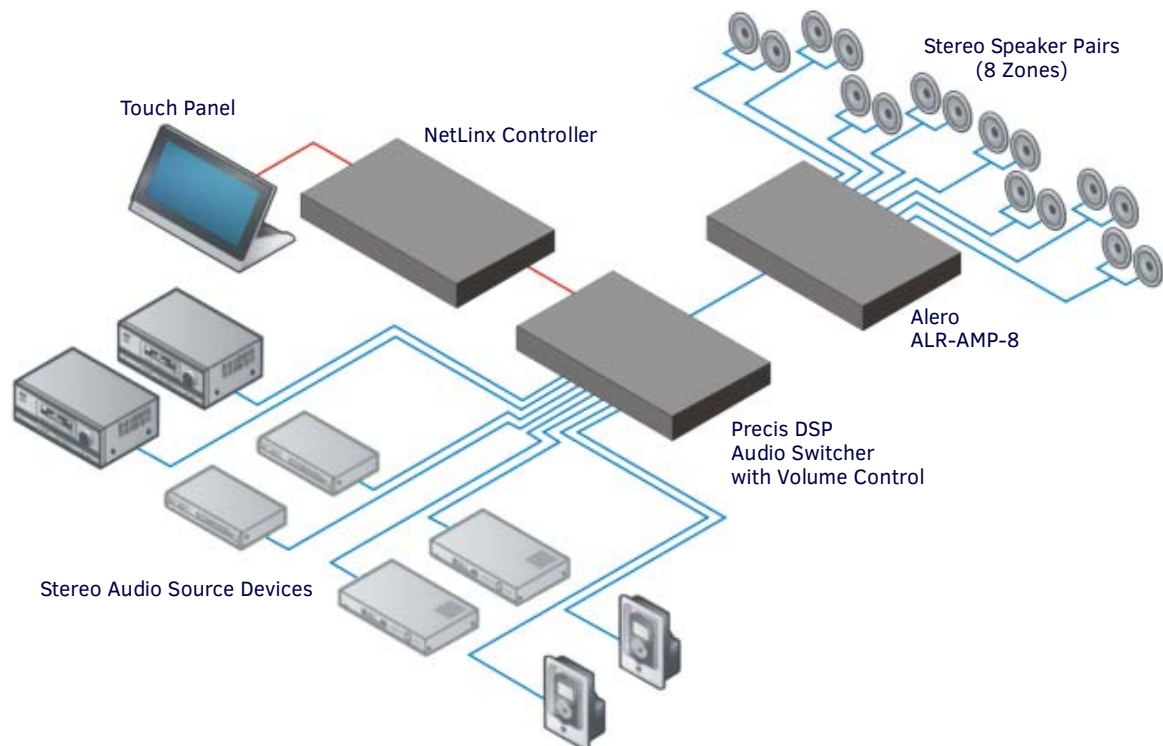 Stereo Speaker Pairs
(8 Zones)
Touch Panel
NetLinx Controller
Alero
ALR-AMP-8
Precis DSP
Audio Switcher
with Volume Control
Stereo Audio Source Devices